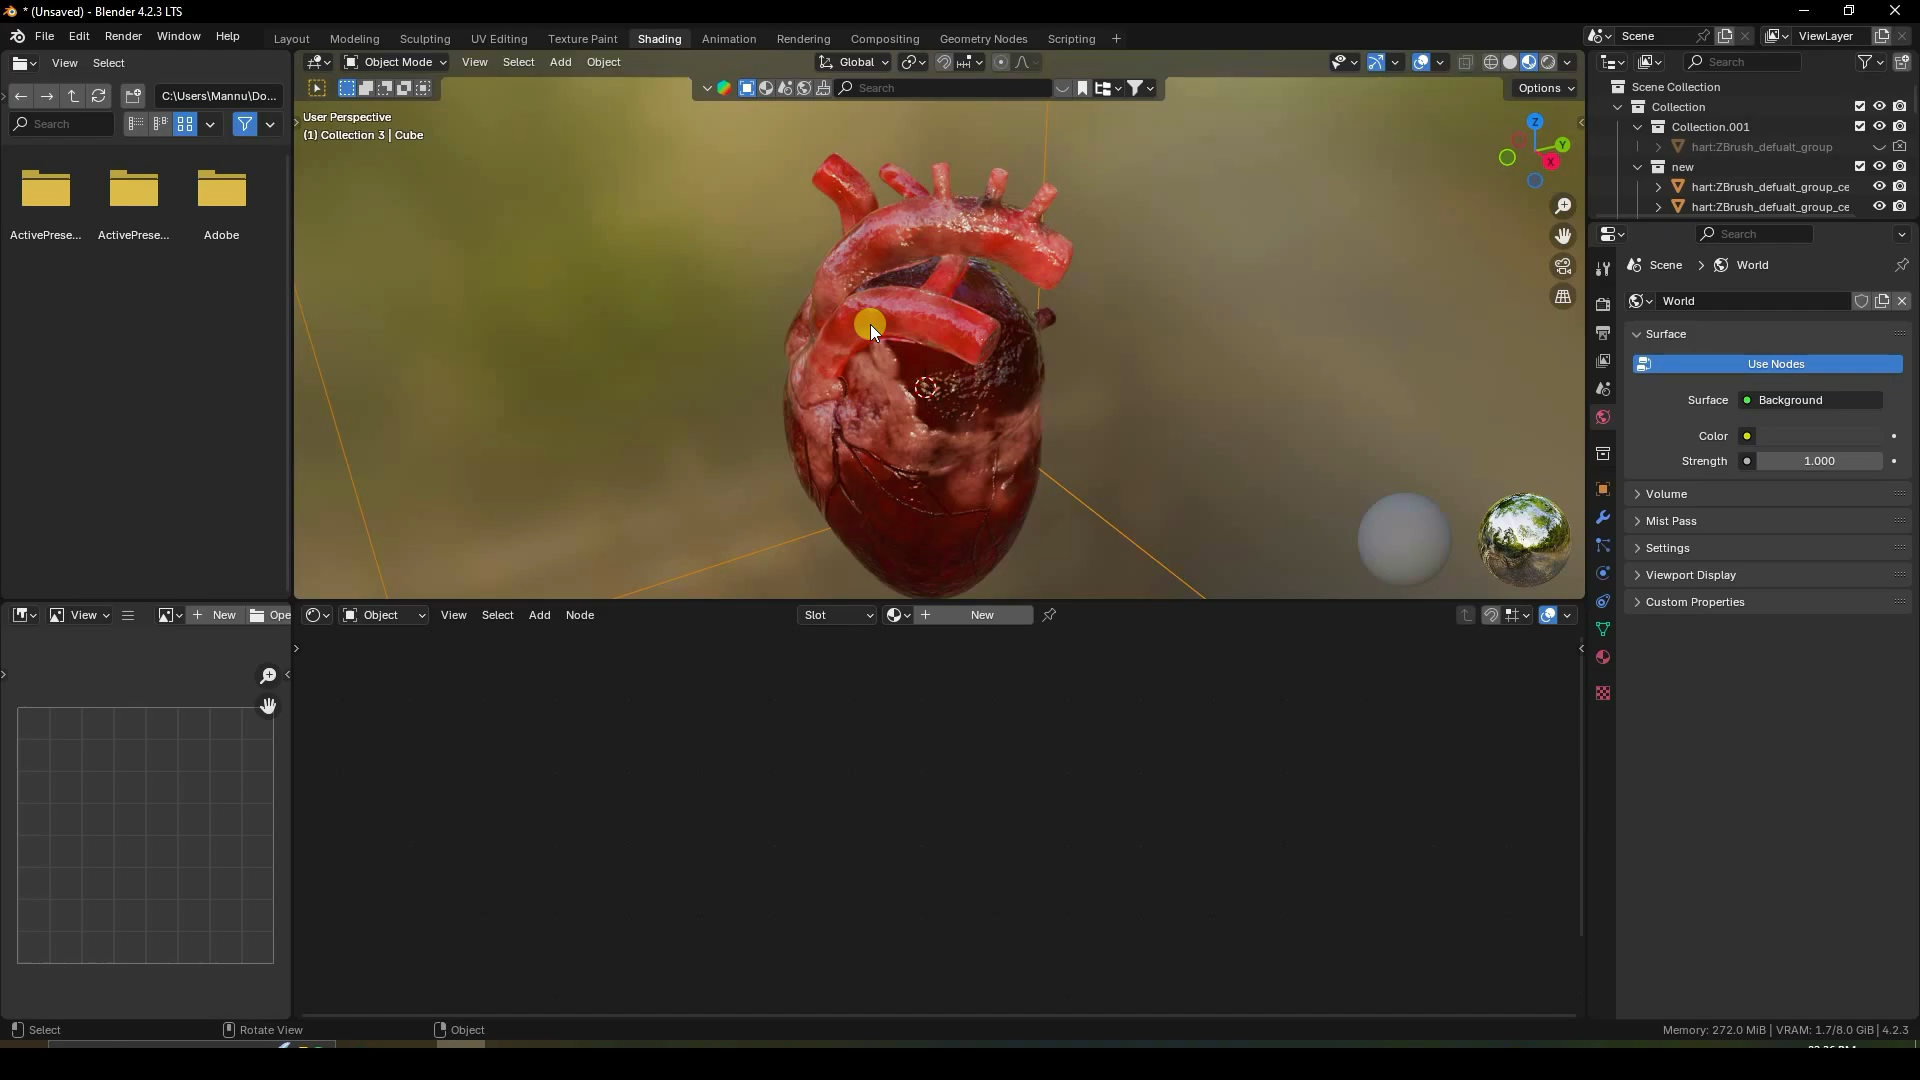 * (Unsaved) - Blender 4.2.3 LTS
File Edit Render Window Help Layout Modeling Sculpting UV Editing Texture Paint Shading Animation Rendering Compositing Geometry Nodes Scripting +
Scene ViewLayer
View Select
Object Mode View Select Add Object Global
Search
C:\Users\Mannu\Do...
Search
Search
Options
User Perspective
(1) Collection 3 | Cube
Z
Y
X
Scene Collection
Collection
Collection.001
hart:ZBrush_defualt_group
new
hart:ZBrush_defualt_group_ce
hart:ZBrush_defualt_group_ce
ActivePrese...
ActivePrese...
Adobe
Search
Scene > World
World
Surface
Use Nodes
Surface Background
Color
Strength 1.000
Volume
Mist Pass
Settings
Viewport Display
Custom Properties
View New Ope
Object View Select Add Node Slot New
Select Rotate View Object
Memory: 272.0 MiB | VRAM: 1.7/8.0 GiB | 4.2.3